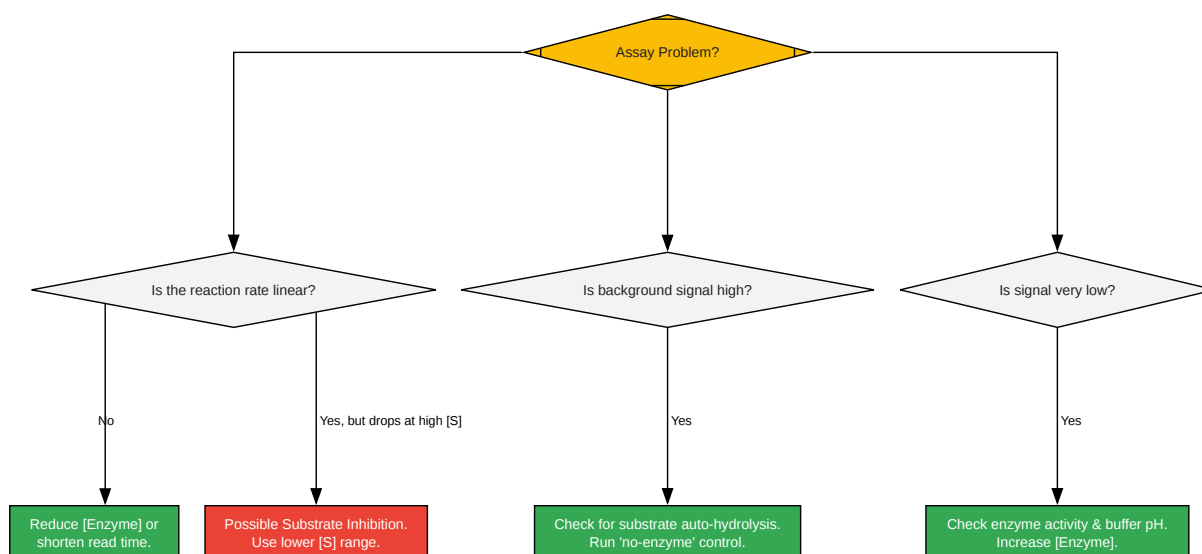 Assay Problem?
Is the reaction rate linear?
Is background signal high?
Is signal very low?
No
Yes, but drops at high [S]
Yes
Yes
Reduce [Enzyme] or
shorten read time.
Possible Substrate Inhibition.
Use lower [S] range.
Check for substrate auto-hydrolysis.
Run 'no-enzyme' control.
Check enzyme activity & buffer pH.
Increase [Enzyme].